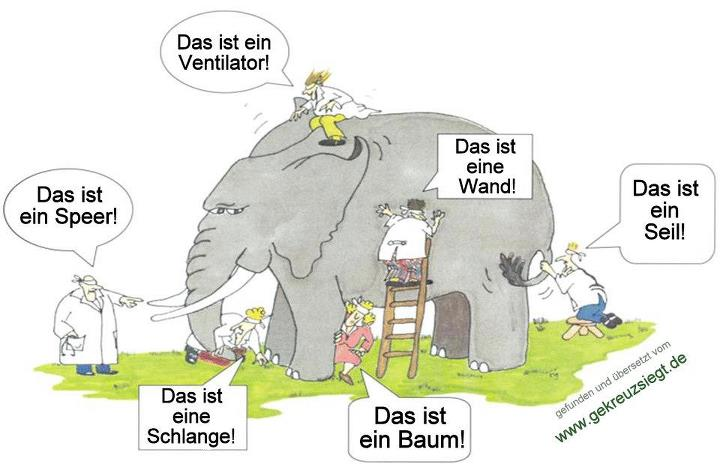 Das ist ein
Ventilator!
Das ist
eine
Wand!
Das ist
ein Speer!
Das ist
ein
Seil!
Das ist
eine
Schlange!
Das ist
ein Baum!
gefunden und übersetzt vom
www.gekreuzsiegt.de